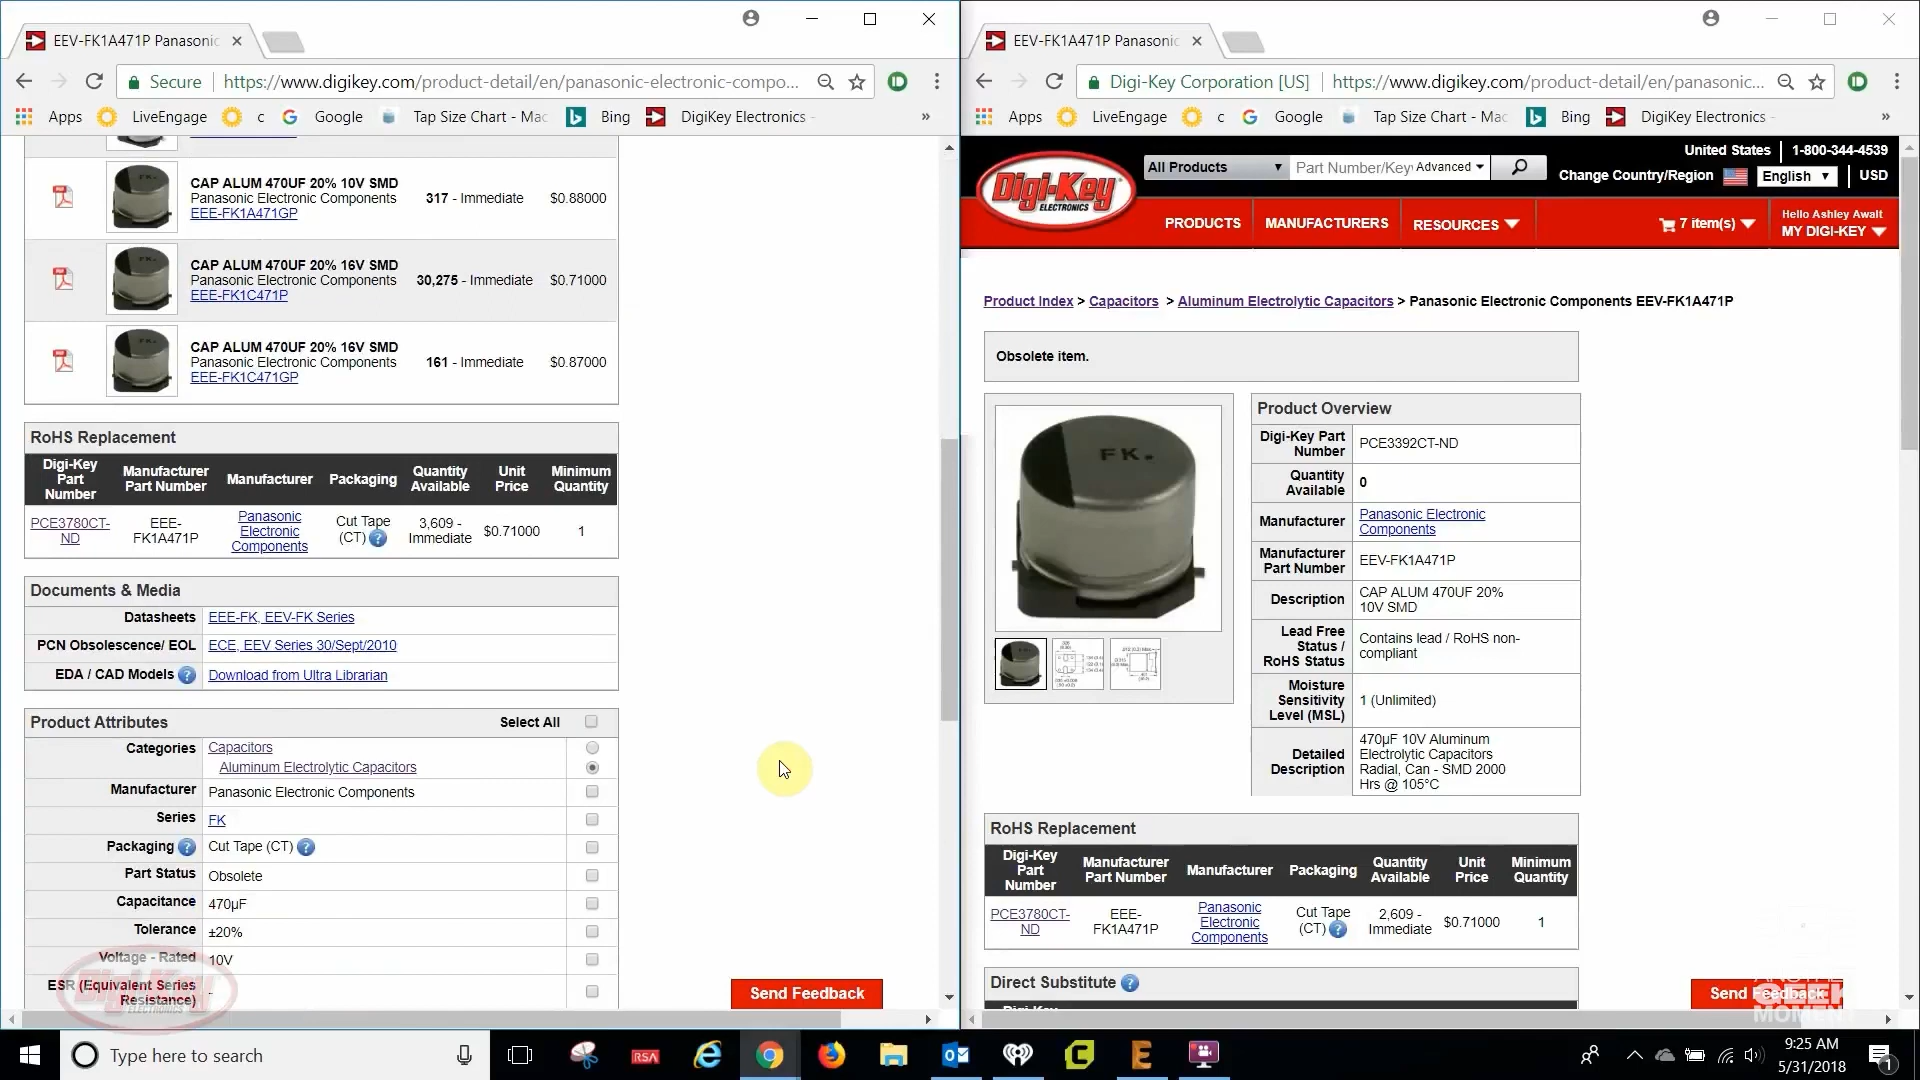 EEV-FK1A471P Panasonic
Secure
https://www.digikey.com/product-detail/en/panasonic-electronic-compo...
Apps
LiveEngage
c
Google
Tap Size Chart - Mac
Bing
DigiKey Electronics -
»
CAP ALUM 470UF 20% 10V SMD
Panasonic Electronic Components
EEE-FK1A471GP
317 - Immediate
$0.88000
CAP ALUM 470UF 20% 16V SMD
Panasonic Electronic Components
EEE-FK1C471P
30,275 - Immediate
$0.71000
CAP ALUM 470UF 20% 16V SMD
Panasonic Electronic Components
EEE-FK1C471GP
161 - Immediate
$0.87000
RoHS Replacement
Digi-Key Part Number
Manufacturer Part Number
Manufacturer
Packaging
Quantity Available
Unit Price
Minimum Quantity
PCE3780CT-ND
EEE-FK1A471P
Panasonic Electronic Components
Cut Tape (CT)
3,609 - Immediate
$0.71000
1
Documents & Media
Datasheets
EEE-FK, EEV-FK Series
PCN Obsolescence/ EOL
ECE, EEV Series 30/Sept/2010
EDA / CAD Models
Download from Ultra Librarian
Product Attributes
Select All
Categories
Capacitors
Aluminum Electrolytic Capacitors
Manufacturer
Panasonic Electronic Components
Series
FK
Packaging
Cut Tape (CT)
Part Status
Obsolete
Capacitance
470µF
Tolerance
±20%
Voltage - Rated
10V
ESR (Equivalent Series Resistance)
-
Digi-Key
ELECTRONICS
Send Feedback
EEV-FK1A471P Panasonic
Digi-Key Corporation [US]
https://www.digikey.com/product-detail/en/panasonic...
Apps
LiveEngage
c
Google
Tap Size Chart - Mac
Bing
DigiKey Electronics -
»
Digi-Key
ELECTRONICS
All Products
Part Number/Key
Advanced
United States
1-800-344-4539
Change Country/Region
English
USD
PRODUCTS
MANUFACTURERS
RESOURCES
7 item(s)
Hello Ashley Awalt
MY DIGI-KEY
Product Index > Capacitors > Aluminum Electrolytic Capacitors > Panasonic Electronic Components EEV-FK1A471P
Obsolete item.
FK.
Product Overview
Digi-Key Part Number
PCE3392CT-ND
Quantity Available
0
Manufacturer
Panasonic Electronic Components
Manufacturer Part Number
EEV-FK1A471P
Description
CAP ALUM 470UF 20% 10V SMD
Lead Free Status / RoHS Status
Contains lead / RoHS non-compliant
Moisture Sensitivity Level (MSL)
1 (Unlimited)
Detailed Description
470µF 10V Aluminum Electrolytic Capacitors Radial, Can - SMD 2000 Hrs @ 105°C
RoHS Replacement
Digi-Key Part Number
Manufacturer Part Number
Manufacturer
Packaging
Quantity Available
Unit Price
Minimum Quantity
PCE3780CT-ND
EEE-FK1A471P
Panasonic Electronic Components
Cut Tape (CT)
2,609 - Immediate
$0.71000
1
Direct Substitute
Send Feedback
GEEK
MOMENT
Type here to search
RSA
9:25 AM
5/31/2018
1